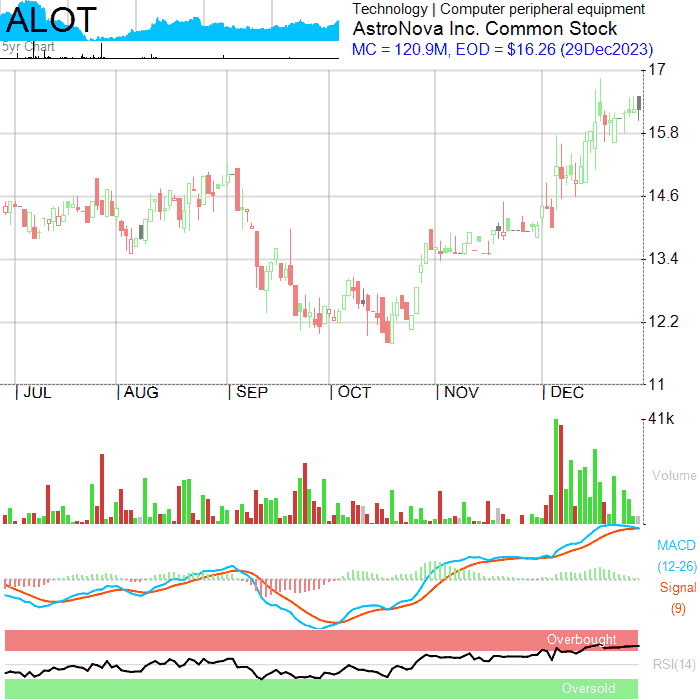 ALOT
5yr Chart
Technology | Computer peripheral equipment
AstroNova Inc. Common Stock
MC = 120.9M, EOD = $16.26 (29Dec2023)
17
15.8
14.6
13.4
12.2
11
JUL AUG SEP OCT NOV DEC
41k
Volume
MACD
(12-26)
Signal
(9)
Overbought
RSI(14)
Oversold